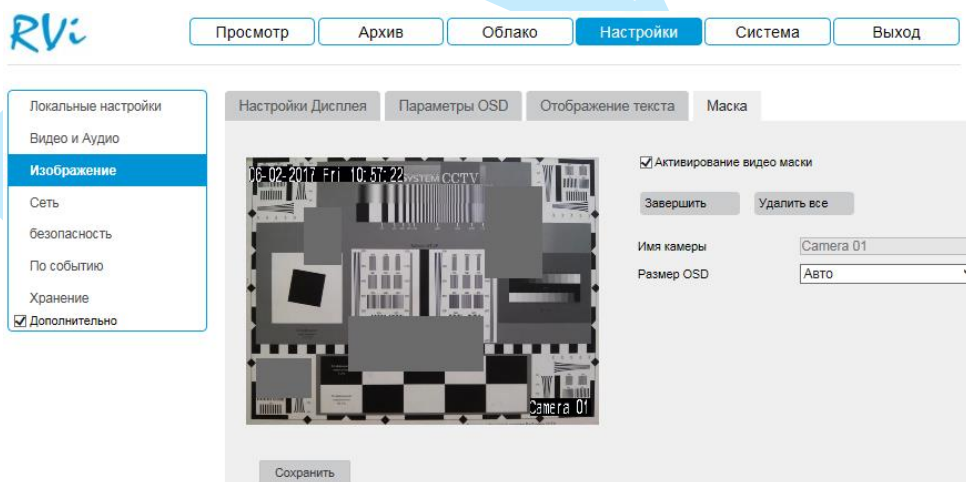 RVi
Просмотр Архив Облако Настройки Система Выход
Локальные настройки
Видео и Аудио
Изображение
Сеть
безопасность
По событию
Хранение
Дополнительно
Настройки Дисплея Параметры OSD Отображение текста Маска
06-02-2017 Fri 10:57:22
SYSTEM CCTV
Camera 01
Активирование видео маски
Завершить Удалить все
Имя камеры Camera 01
Размер OSD Авто
Сохранить